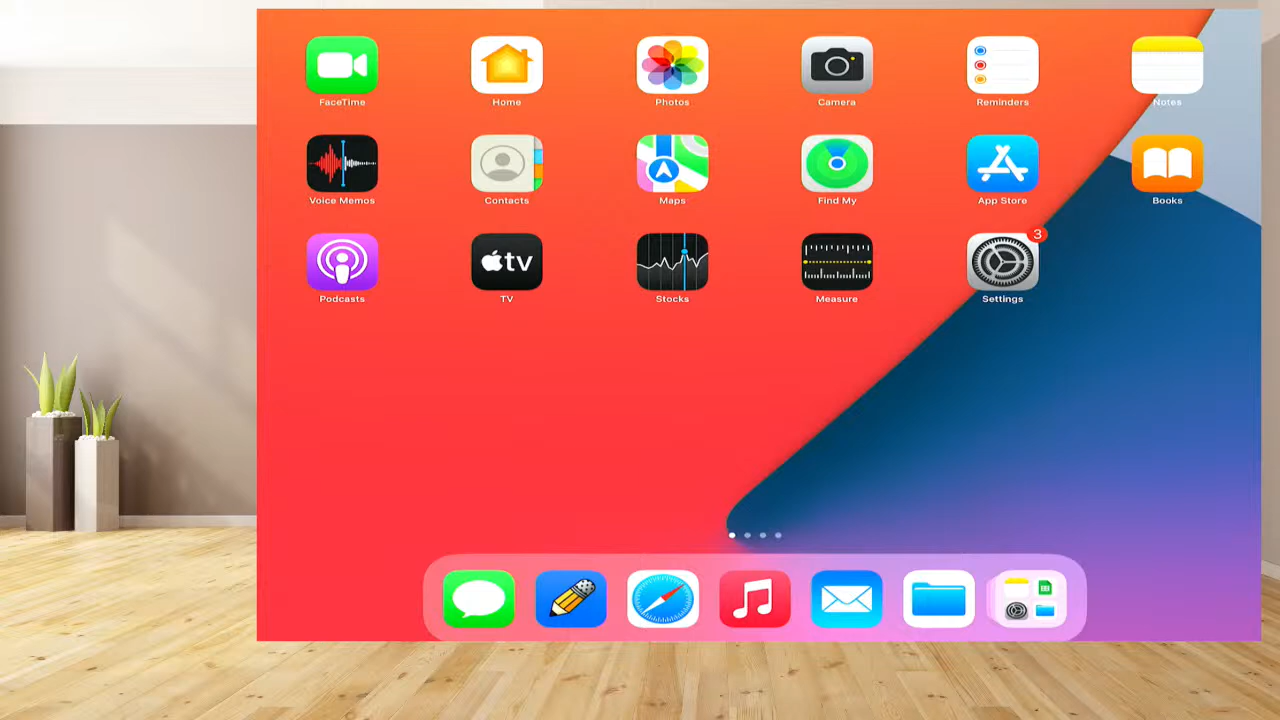 FaceTime
Home
Photos
Camera
Reminders
Notes
Voice Memos
Contacts
Maps
Find My
App Store
Books
tv
3
Podcasts
TV
Stocks
Measure
Settings